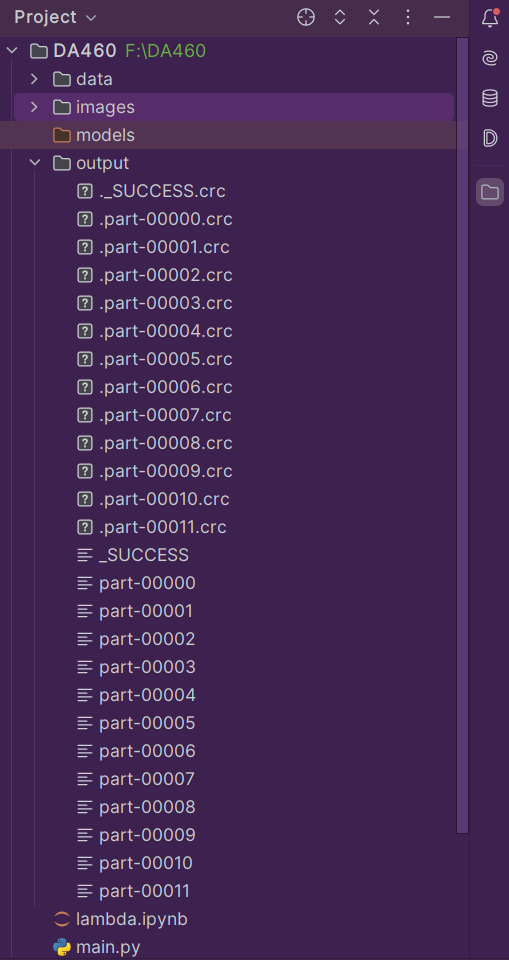 Project
DA460 F:\DA460
data
images
models
output
._SUCCESS.crc
.part-00000.crc
.part-00001.crc
.part-00002.crc
.part-00003.crc
.part-00004.crc
.part-00005.crc
.part-00006.crc
.part-00007.crc
.part-00008.crc
.part-00009.crc
.part-00010.crc
.part-00011.crc
_SUCCESS
part-00000
part-00001
part-00002
part-00003
part-00004
part-00005
part-00006
part-00007
part-00008
part-00009
part-00010
part-00011
lambda.ipynb
main.py